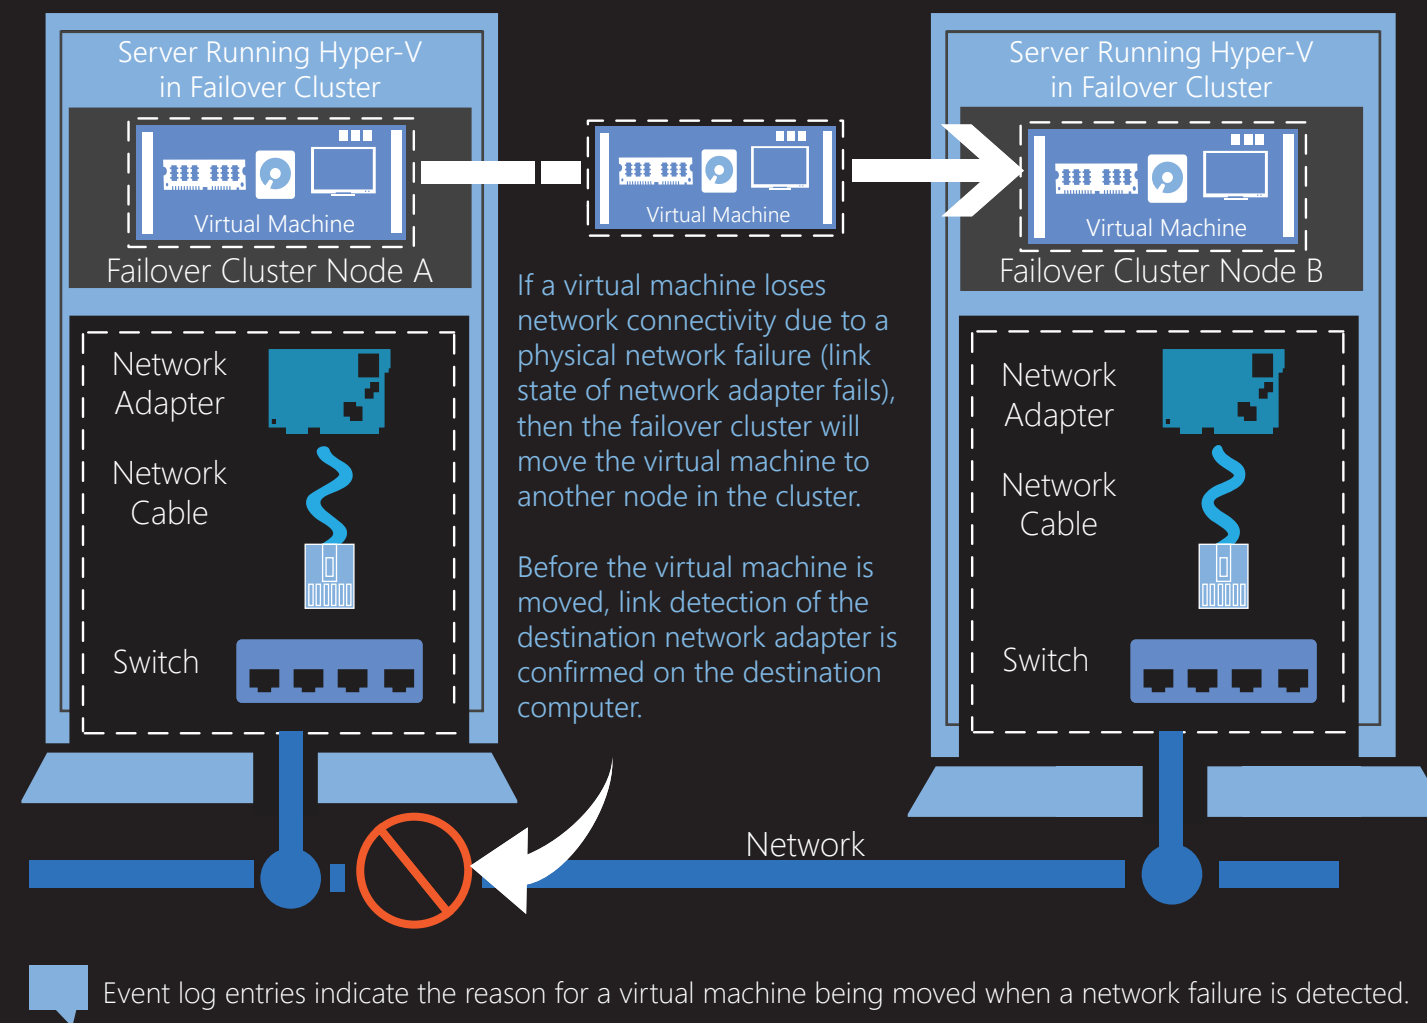 Server Running Hyper-V
in Failover Cluster
Virtual Machine
Failover Cluster Node A
Network
Adapter
Network
Cable
Switch
Virtual Machine
If a virtual machine loses
network connectivity due to a
physical network failure (link
state of network adapter fails),
then the failover cluster will
move the virtual machine to
another node in the cluster.
Before the virtual machine is
moved, link detection of the
destination network adapter is
confirmed on the destination
computer.
Server Running Hyper-V
in Failover Cluster
Virtual Machine
Failover Cluster Node B
Network
Adapter
Network
Cable
Switch
Network
Event log entries indicate the reason for a virtual machine being moved when a network failure is detected.